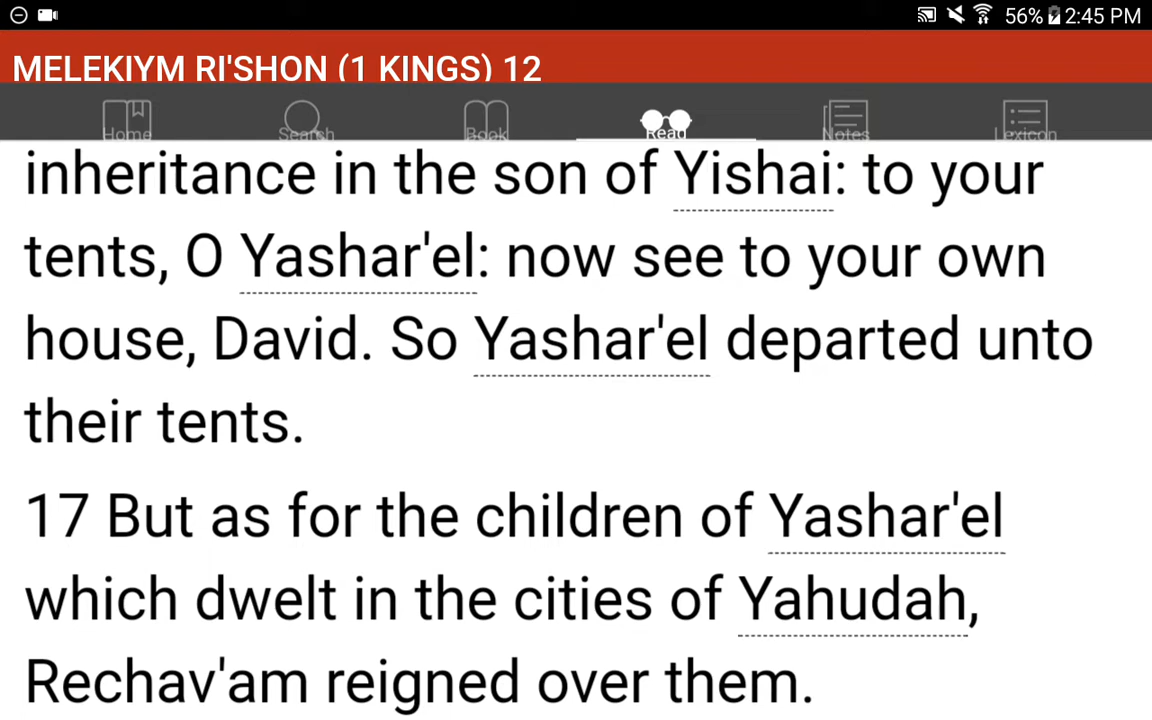 56% 2:45 PM
MELEKIYM RI'SHON (1 KINGS) 12
Home Search Book Read Notes Lexicon
inheritance in the son of Yishai: to your
tents, O Yashar'el: now see to your own
house, David. So Yashar'el departed unto
their tents.
17 But as for the children of Yashar'el
which dwelt in the cities of Yahudah,
Rechav'am reigned over them.